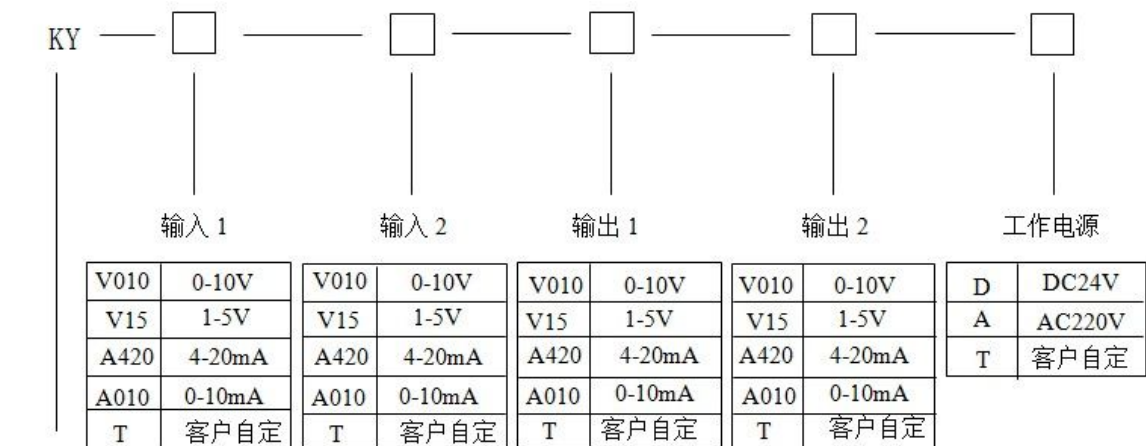 KY
输入 1 输入 2 输出 1 输出 2 工作电源
V010 0-10V V010 0-10V V010 0-10V V010 0-10V D DC24V
V15 1-5V V15 1-5V V15 1-5V V15 1-5V A AC220V
A420 4-20mA A420 4-20mA A420 4-20mA A420 4-20mA T 客户自定
A010 0-10mA A010 0-10mA A010 0-10mA A010 0-10mA
T 客户自定 T 客户自定 T 客户自定 T 客户自定